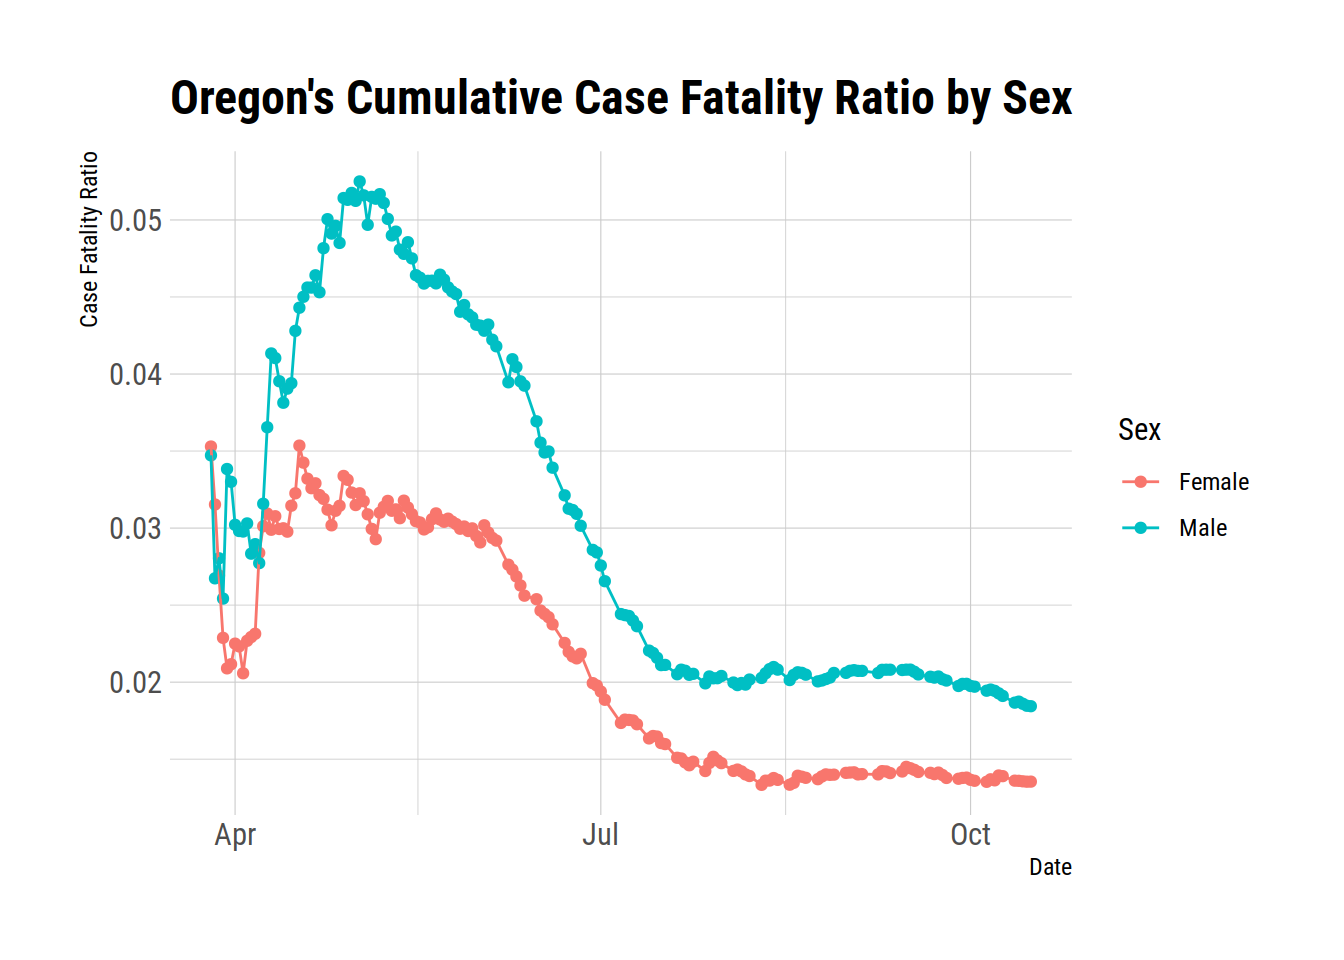 Oregon's Cumulative Case Fatality Ratio by Sex
Case Fatality Ratio
0.05
0.04
0.03
0.02
Apr
Jul
Oct
Date
Sex
Female
Male